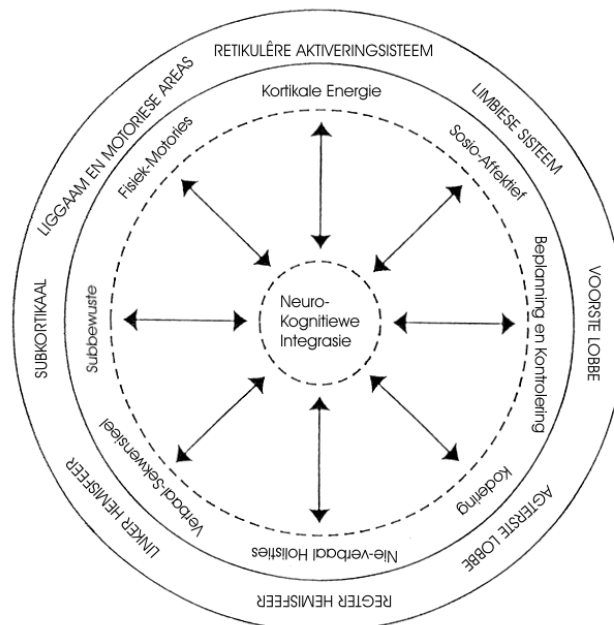 RETIKULÊRE AKTIVERINGSISTEEM
LIMBIESE SISTEEM
VOORSTE LOBBE
AGTERSTE LOBBE
REGTER HEMISFEER
LINKER HEMISFEER
SUBKORTIKAAL
LIGGAAM EN MOTORIESE AREAS
Kortikale Energie
Sosio-Affektief
Beplanning en Kontrolering
Kodering
Nie-verbaal Holisties
Verbaal-Sekwensieel
Subbewuste
Fisiek-Motories
Neuro-
Kognitiewe
Integrasie